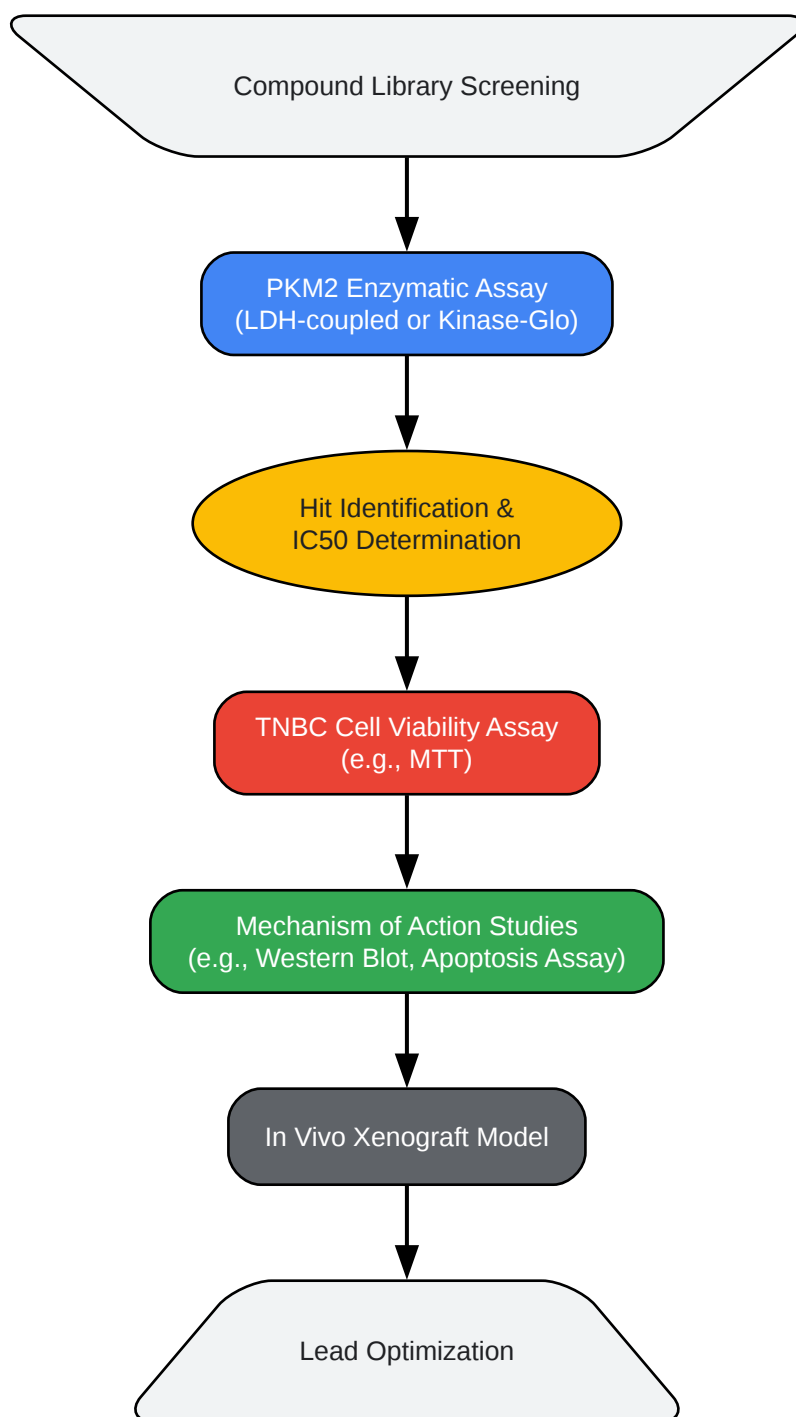 Compound Library Screening
PKM2 Enzymatic Assay
(LDH-coupled or Kinase-Glo)
Hit Identification &
IC50 Determination
TNBC Cell Viability Assay
(e.g., MTT)
Mechanism of Action Studies
(e.g., Western Blot, Apoptosis Assay)
In Vivo Xenograft Model
Lead Optimization